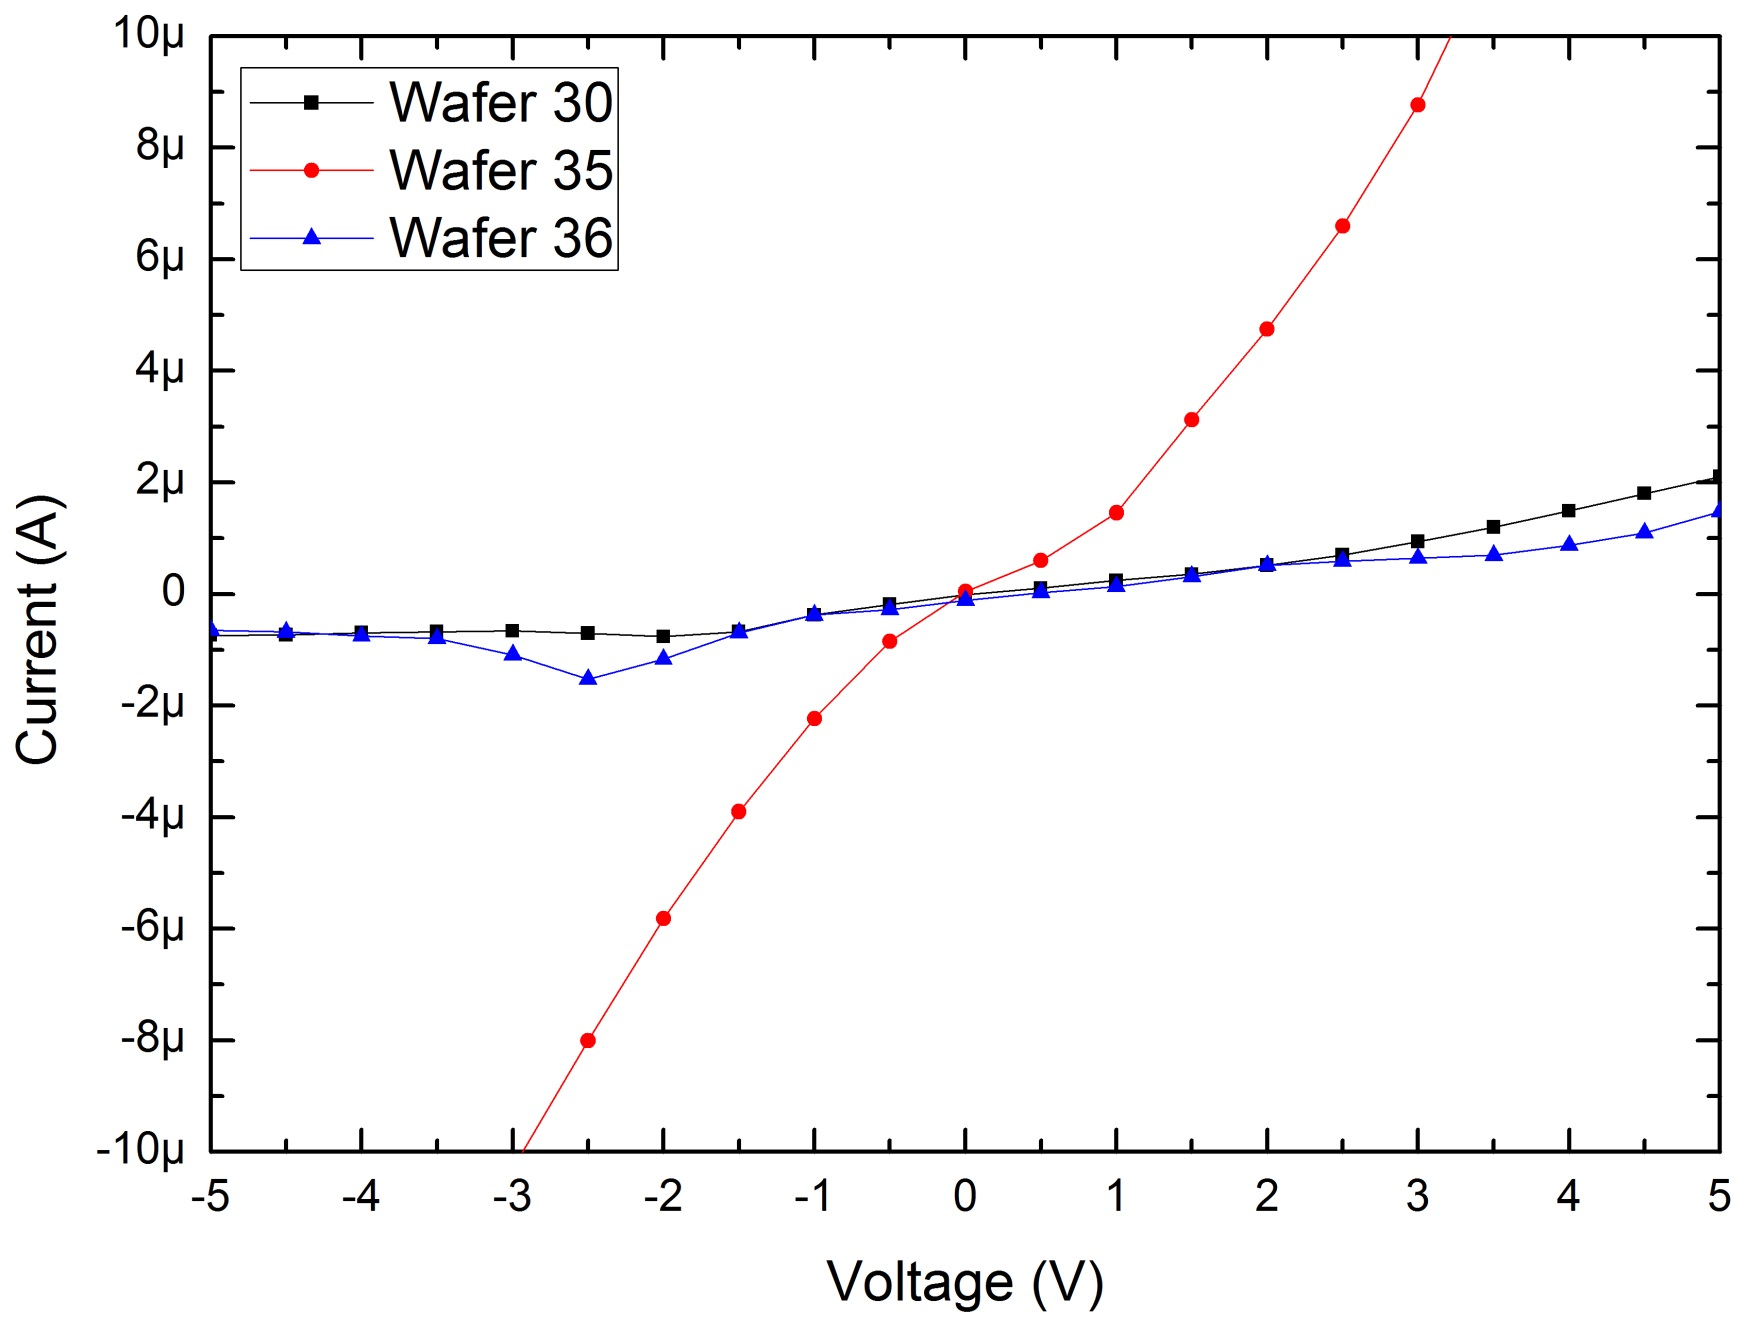 10µ
8µ
6µ
4µ
2µ
0
-2µ
-4µ
-6µ
-8µ
-10µ
Current (A)
Wafer 30
Wafer 35
Wafer 36
-5 -4 -3 -2 -1 0 1 2 3 4 5
Voltage (V)